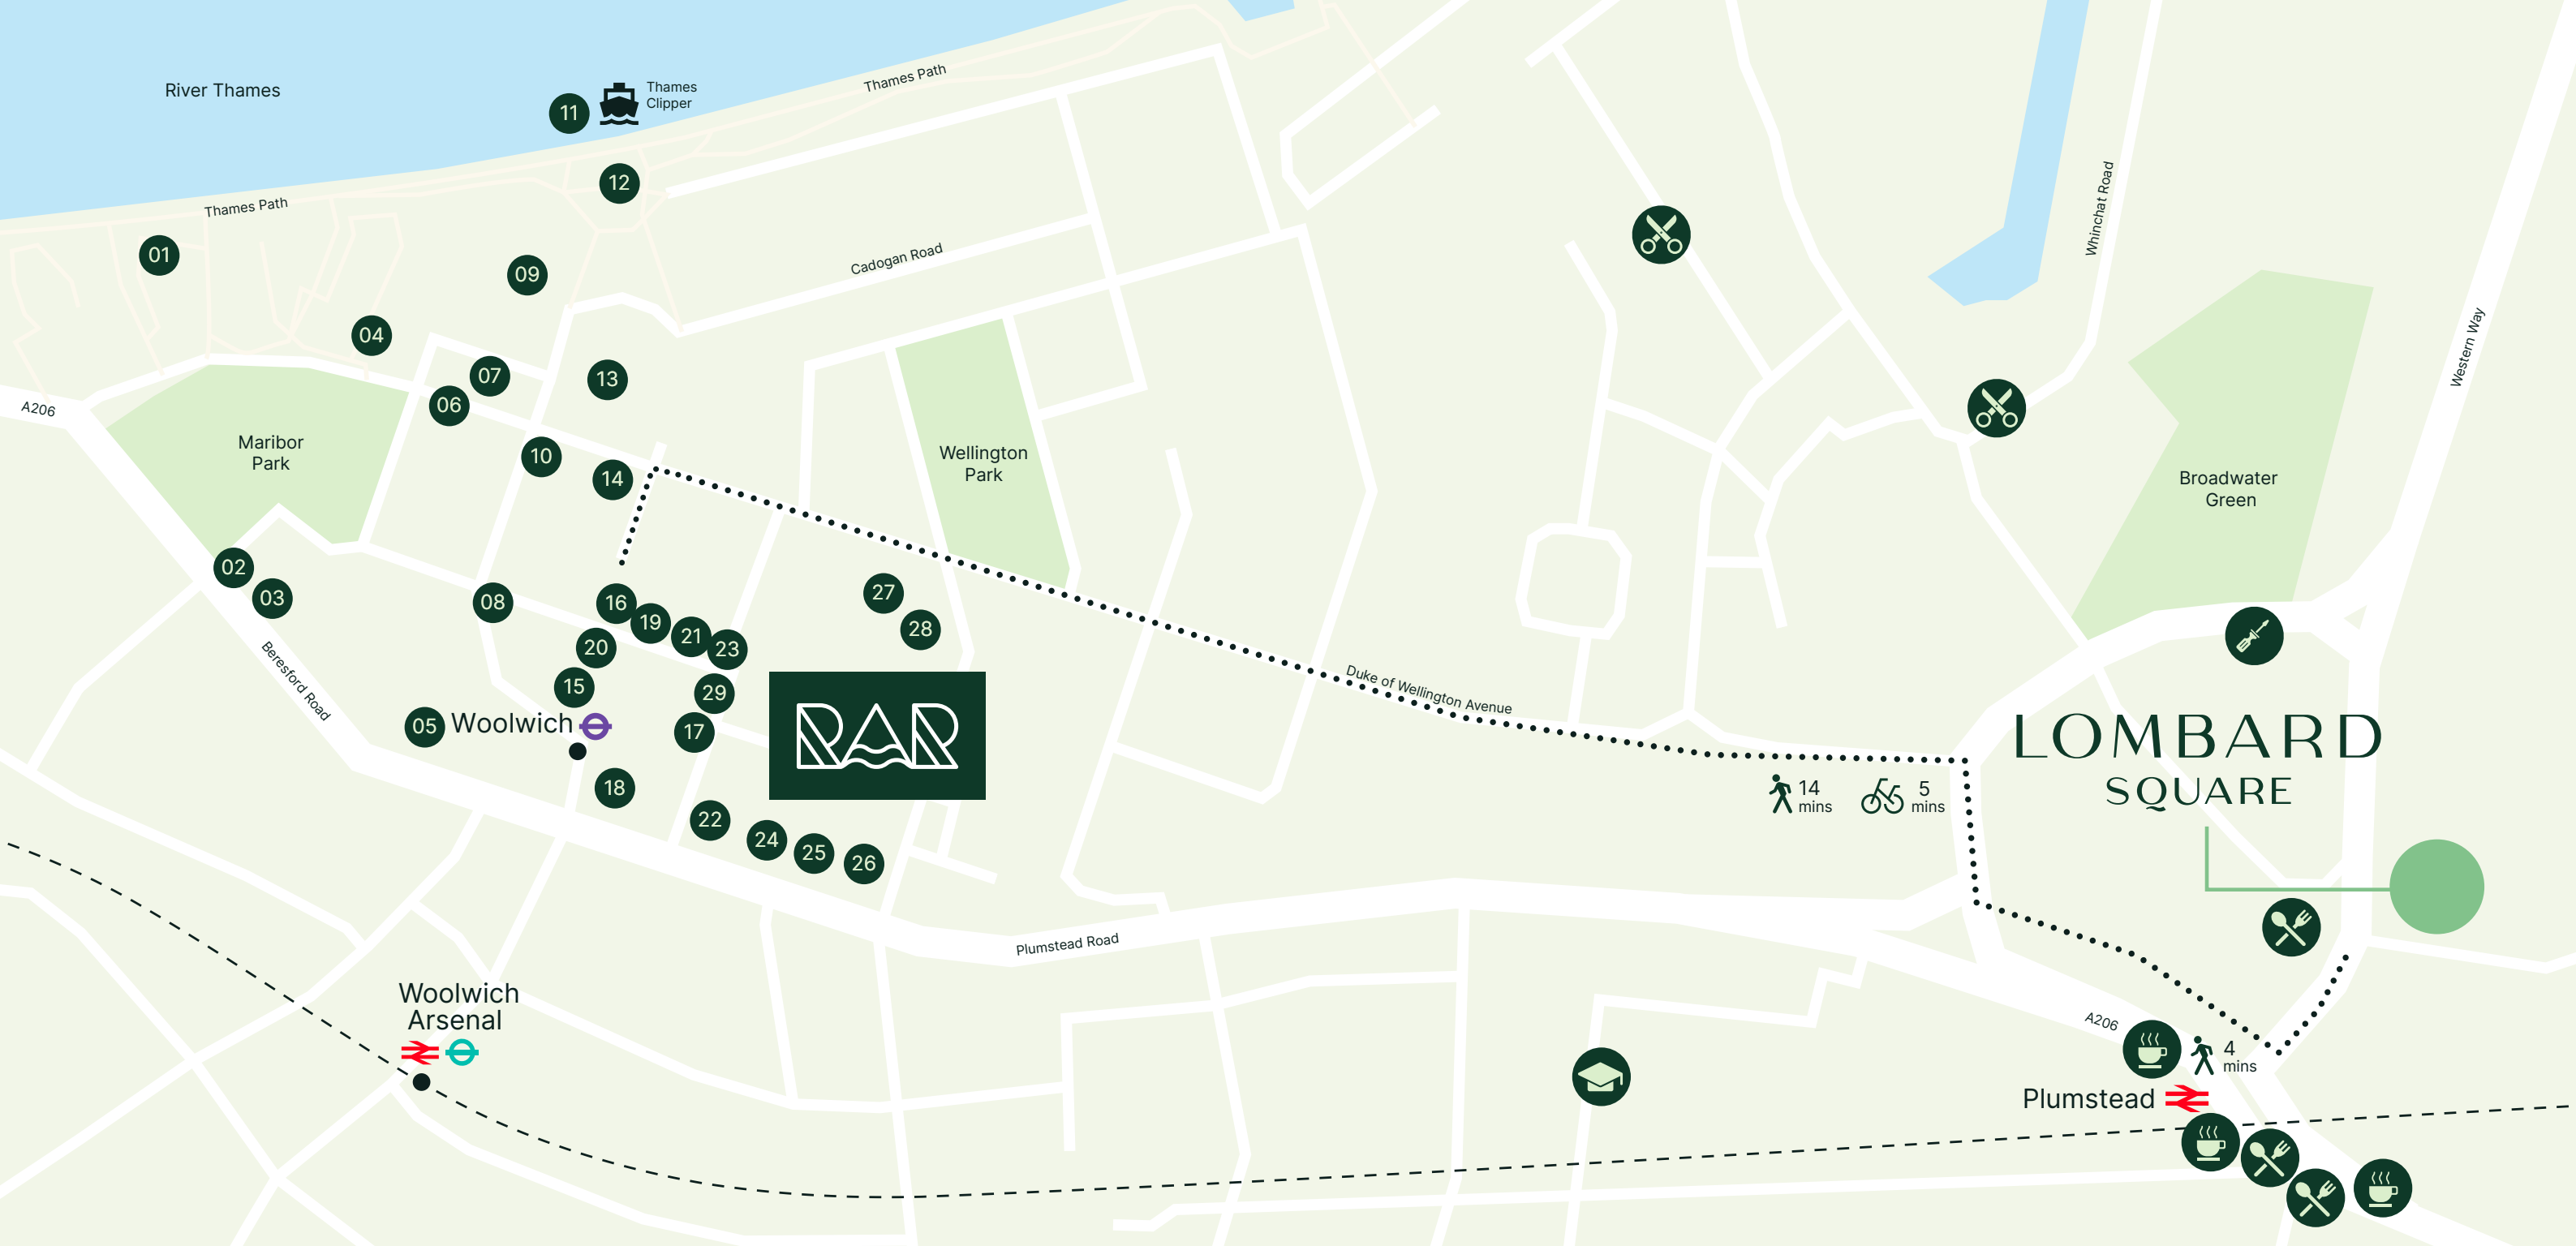 River Thames
11
Thames
Clipper
Thames Path
12
Thames Path
01
09
Cadogan Road
Whinchat Road
04
07
13
06
A206
Western Way
Maribor
Park
10
14
Wellington
Park
Broadwater
Green
02
03
08
16
27
19
28
21
20
23
Beresford Road
15
29
Duke of Wellington Avenue
05
Woolwich
17
RAR
LOMBARD
SQUARE
18
14
mins
5
mins
22
24
25
26
Plumstead Road
Woolwich
Arsenal
A206
4
mins
Plumstead